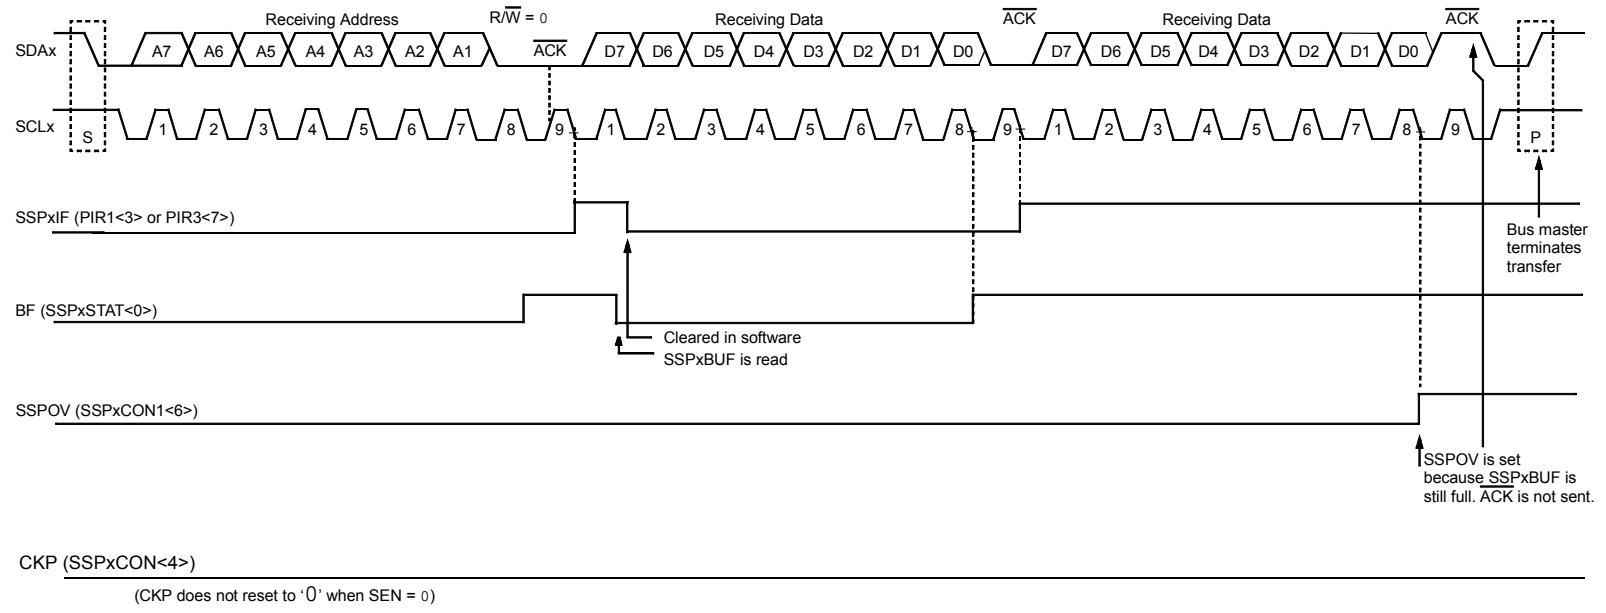 Receiving Address R/W = 0 Receiving Data ACK Receiving Data ACK
SDAx A7 A6 A5 A4 A3 A2 A1 ACK D7 D6 D5 D4 D3 D2 D1 D0 D7 D6 D5 D4 D3 D2 D1 D0
SCLx S 1 2 3 4 5 6 7 8 9 1 2 3 4 5 6 7 8 9 1 2 3 4 5 6 7 8 9 P
SSPxIF (PIR1<3> or PIR3<7>)
Bus master
terminates
transfer
BF (SSPxSTAT<0>)
Cleared in software
SSPxBUF is read
SSPOV (SSPxCON1<6>)
SSPOV is set
because SSPxBUF is
still full. ACK is not sent.
CKP (SSPxCON<4>)
(CKP does not reset to ‘0’ when SEN = 0)